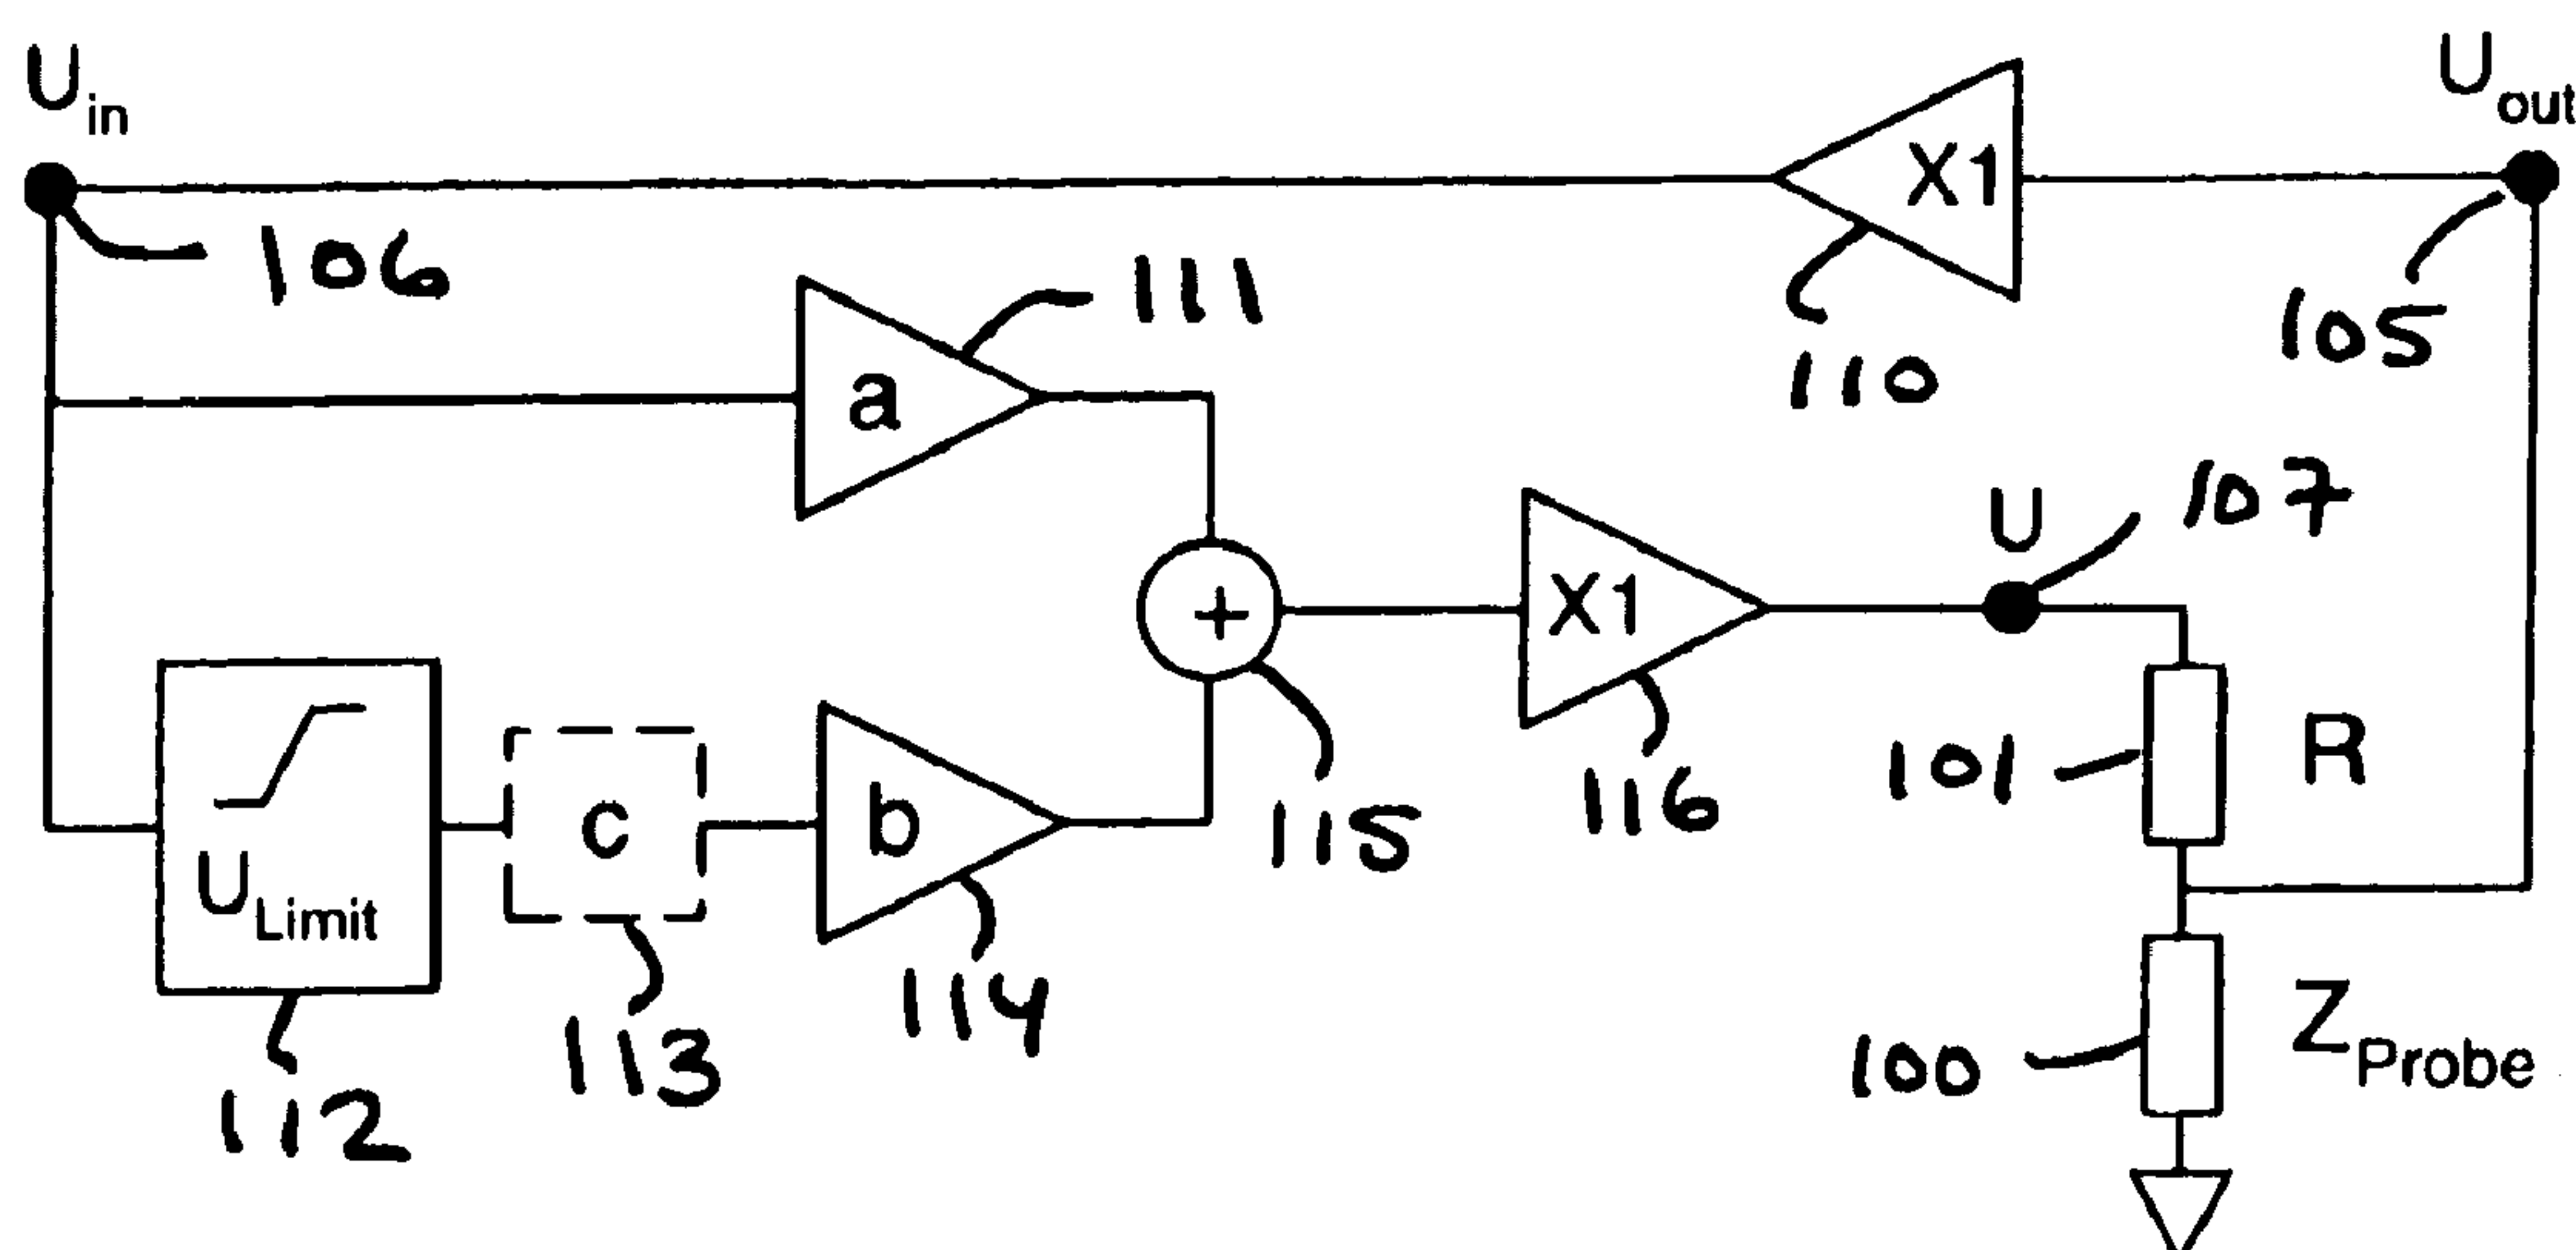 U_in
U_out
X1
106
111
110
105
a
U
107
+
X1
R
101
116
U_Limit
c
b
115
114
113
112
100
Z_Probe